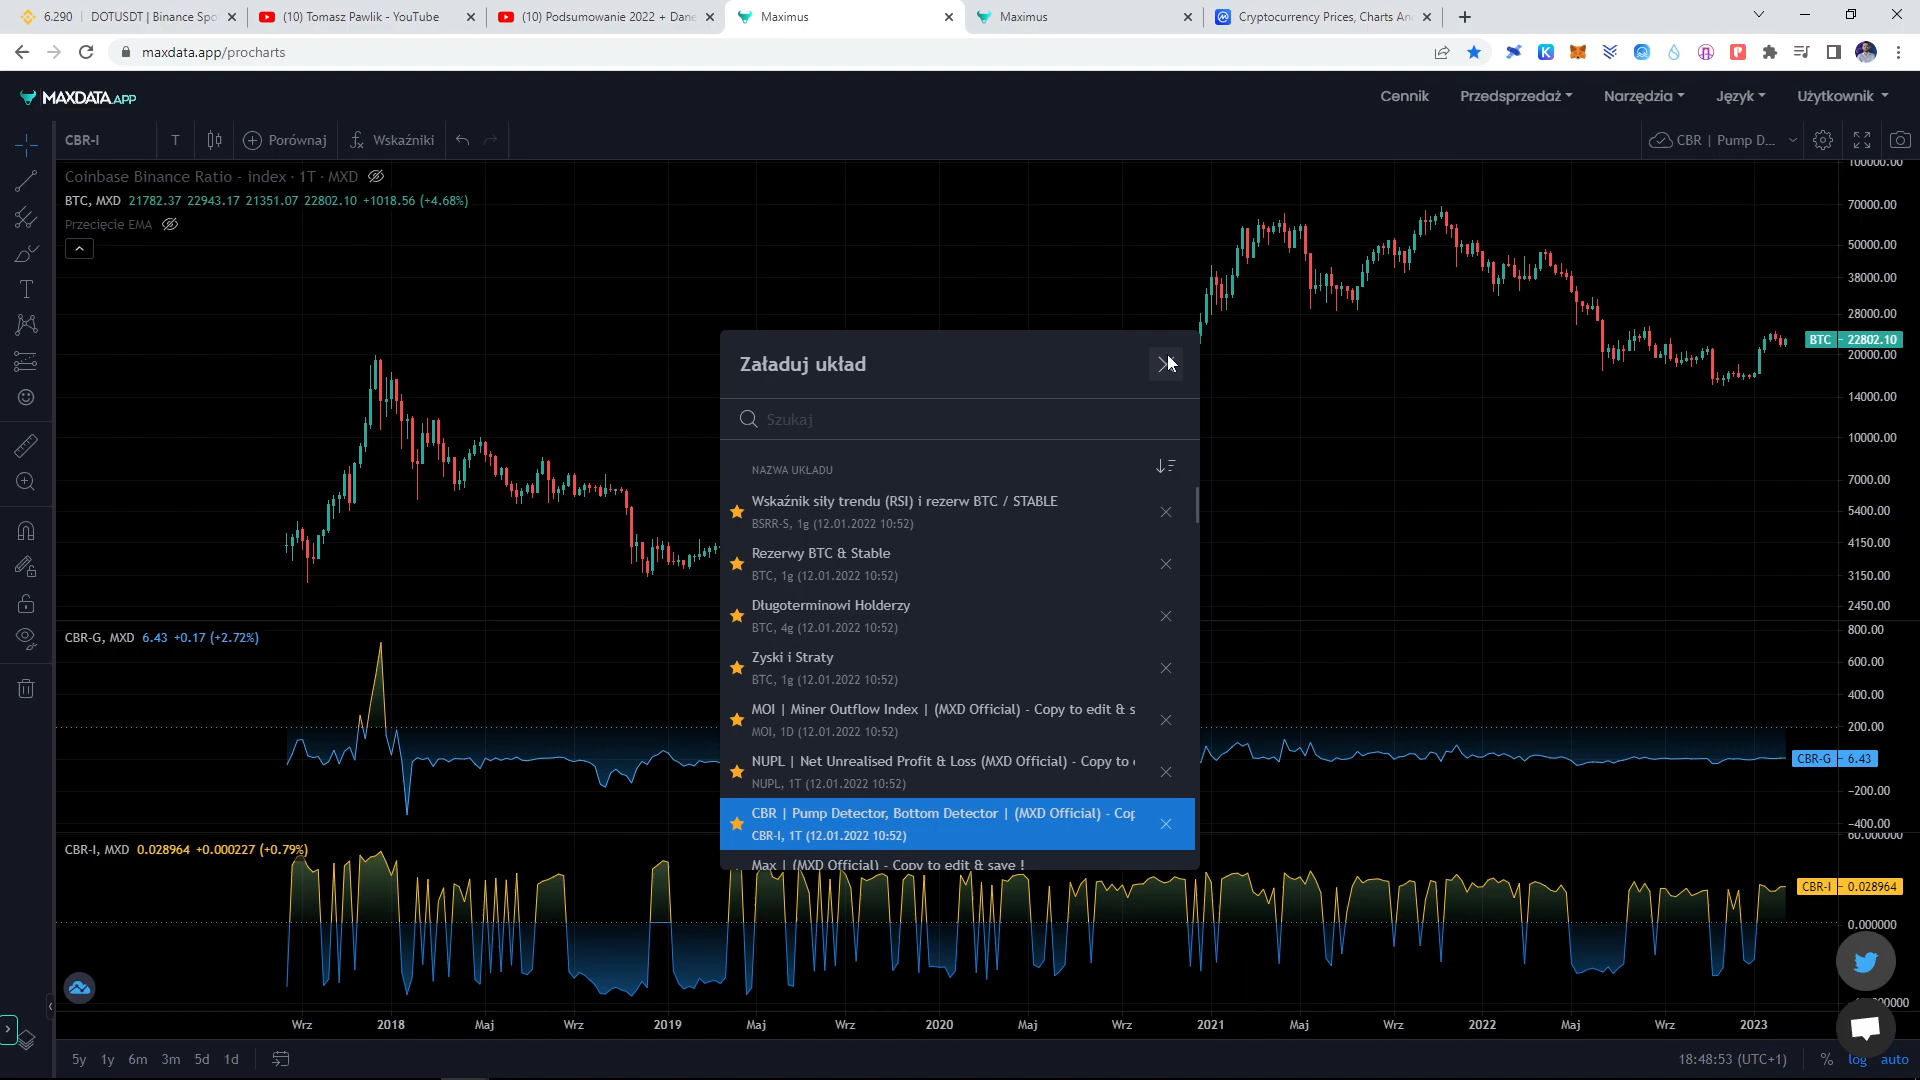 6.290 | DOTUSDT | Binance Spo
(10) Tomasz Pawlik - YouTube
(10) Podsumowanie 2022 + Dane
Maximus
Maximus
Cryptocurrency Prices, Charts An
maxdata.app/procharts
MAXDATA.APP
Cennik
Przedsprzedaż
Narzędzia
Język
Użytkownik
CBR-I
T
Porównaj
Wskaźniki
CBR | Pump D...
Coinbase Binance Ratio - index · 1T · MXD
BTC, MXD 21782.37 22943.17 21351.07 22802.10 +1018.56 (+4.68%)
Przecięcie EMA
100000.00
70000.00
50000.00
38000.00
28000.00
BTC 22802.10
20000.00
14000.00
10000.00
7000.00
5400.00
4150.00
3150.00
2450.00
Załaduj układ
Szukaj
NAZWA UKŁADU
Wskaźnik siły trendu (RSI) i rezerw BTC / STABLE
BSRR-S, 1g (12.01.2022 10:52)
Rezerwy BTC & Stable
BTC, 1g (12.01.2022 10:52)
Długoterminowi Holderzy
BTC, 4g (12.01.2022 10:52)
Zyski i Straty
BTC, 1g (12.01.2022 10:52)
MOI | Miner Outflow Index | (MXD Official) - Copy to edit & s
MOI, 1D (12.01.2022 10:52)
NUPL | Net Unrealised Profit & Loss (MXD Official) - Copy to
NUPL, 1T (12.01.2022 10:52)
CBR | Pump Detector, Bottom Detector | (MXD Official) - Cop
CBR-I, 1T (12.01.2022 10:52)
Max | (MXD Official) - Copy to edit & save !
CBR-G, MXD 6.43 +0.17 (+2.72%)
800.00
600.00
400.00
200.00
CBR-G 6.43
-200.00
-400.00
CBR-I, MXD 0.028964 +0.000227 (+0.79%)
60.000000
CBR-I 0.028964
0.000000
Wrz 2018 Maj Wrz 2019 Maj Wrz 2020 Maj Wrz 2021 Maj Wrz 2022 Maj Wrz 2023
5y 1y 6m 3m 5d 1d
18:48:53 (UTC+1)
% log auto